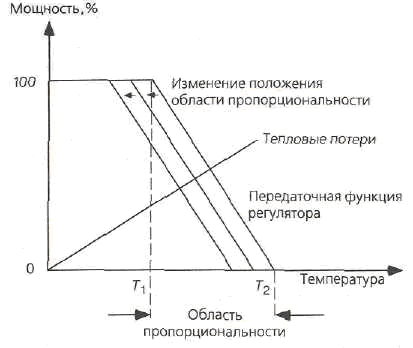 Мощность, %
100
Изменение положения
области пропорциональности
Тепловые потери
Передаточная функция
регулятора
0
T1
T2
Температура
Область
пропорциональности